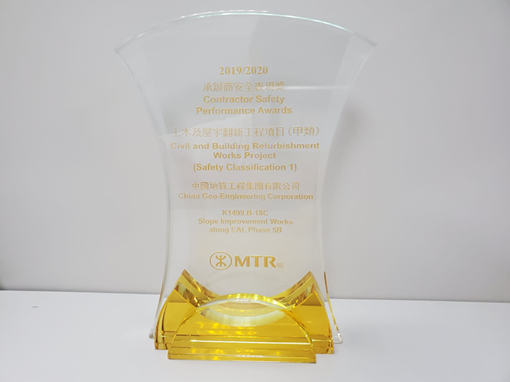 2019/2020
承辦商安全表現獎
Contractor Safety
Performance Awards
土木及屋宇翻新工程項目 (甲類)
Civil and Building Refurbishment
Works Project
(Safety Classification 1)
中國地質工程集團有限公司
China Geo-Engineering Corporation
K1499.B-18C
Slope Improvement Works
along EAL Phase 5B
MTR